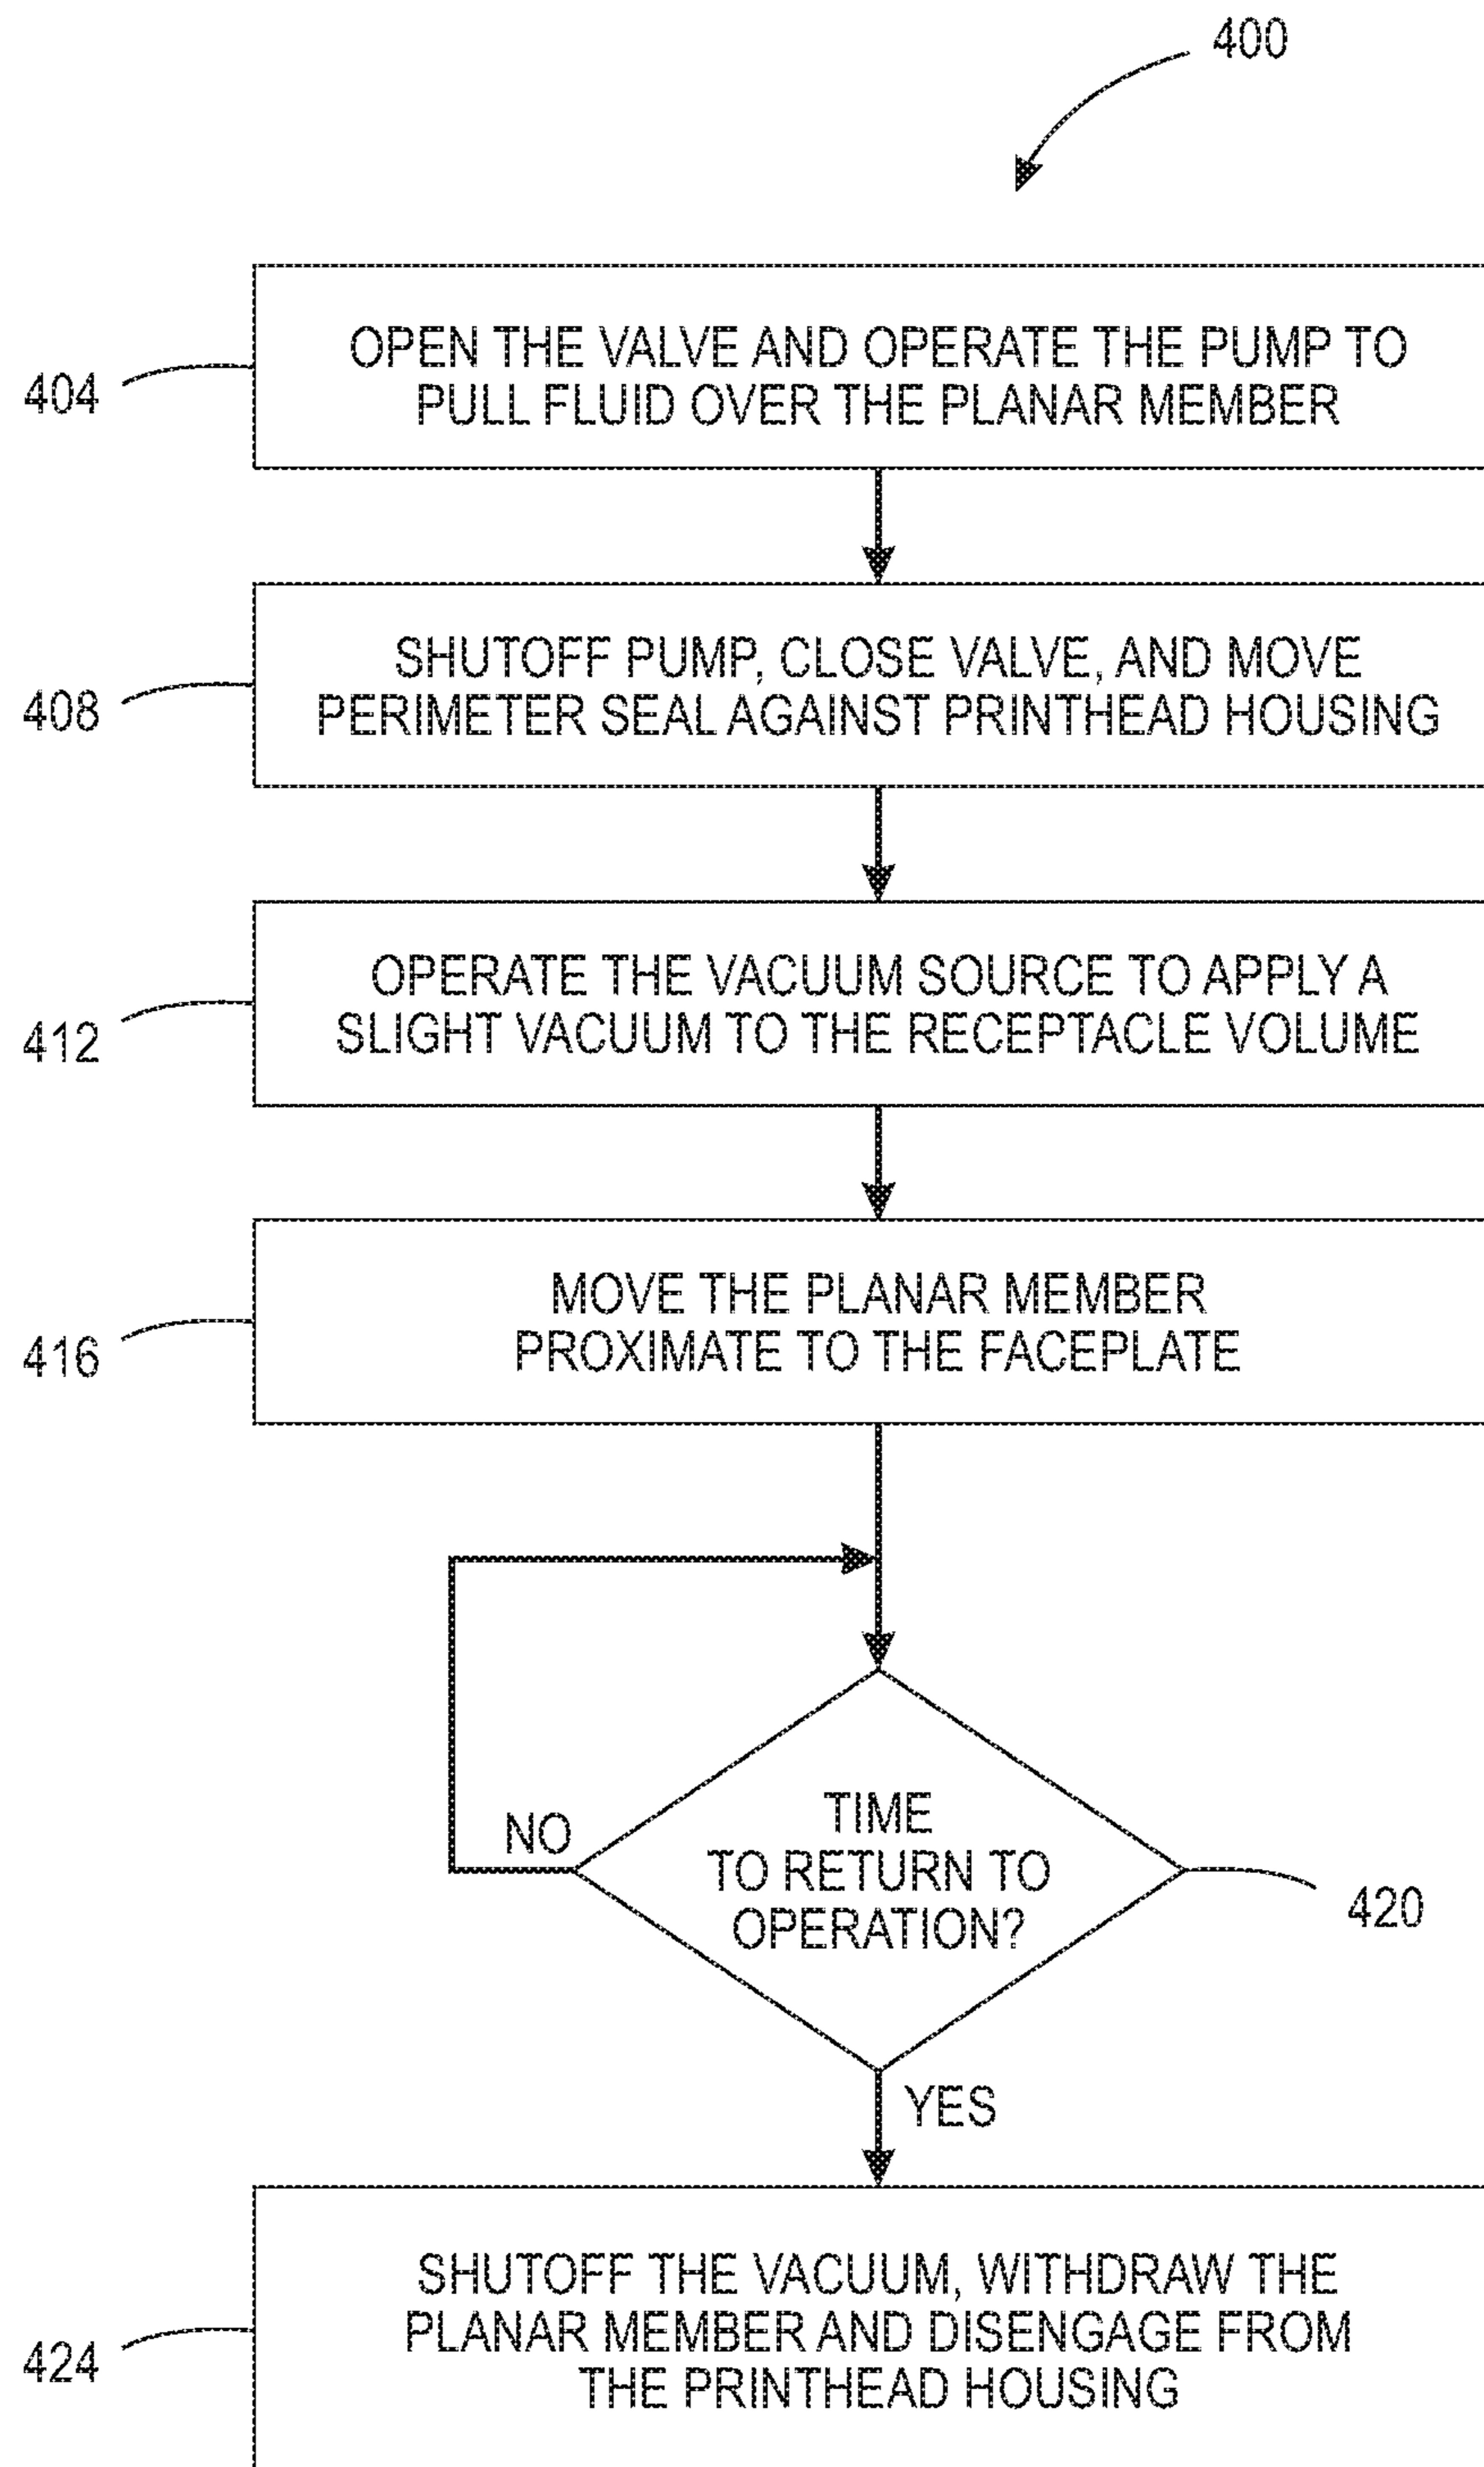 400
404
OPEN THE VALVE AND OPERATE THE PUMP TO
PULL FLUID OVER THE PLANAR MEMBER
408
SHUTOFF PUMP, CLOSE VALVE, AND MOVE
PERIMETER SEAL AGAINST PRINTHEAD HOUSING
412
OPERATE THE VACUUM SOURCE TO APPLY A
SLIGHT VACUUM TO THE RECEPTACLE VOLUME
416
MOVE THE PLANAR MEMBER
PROXIMATE TO THE FACEPLATE
NO
TIME
TO RETURN TO
OPERATION?
420
YES
424
SHUTOFF THE VACUUM, WITHDRAW THE
PLANAR MEMBER AND DISENGAGE FROM
THE PRINTHEAD HOUSING